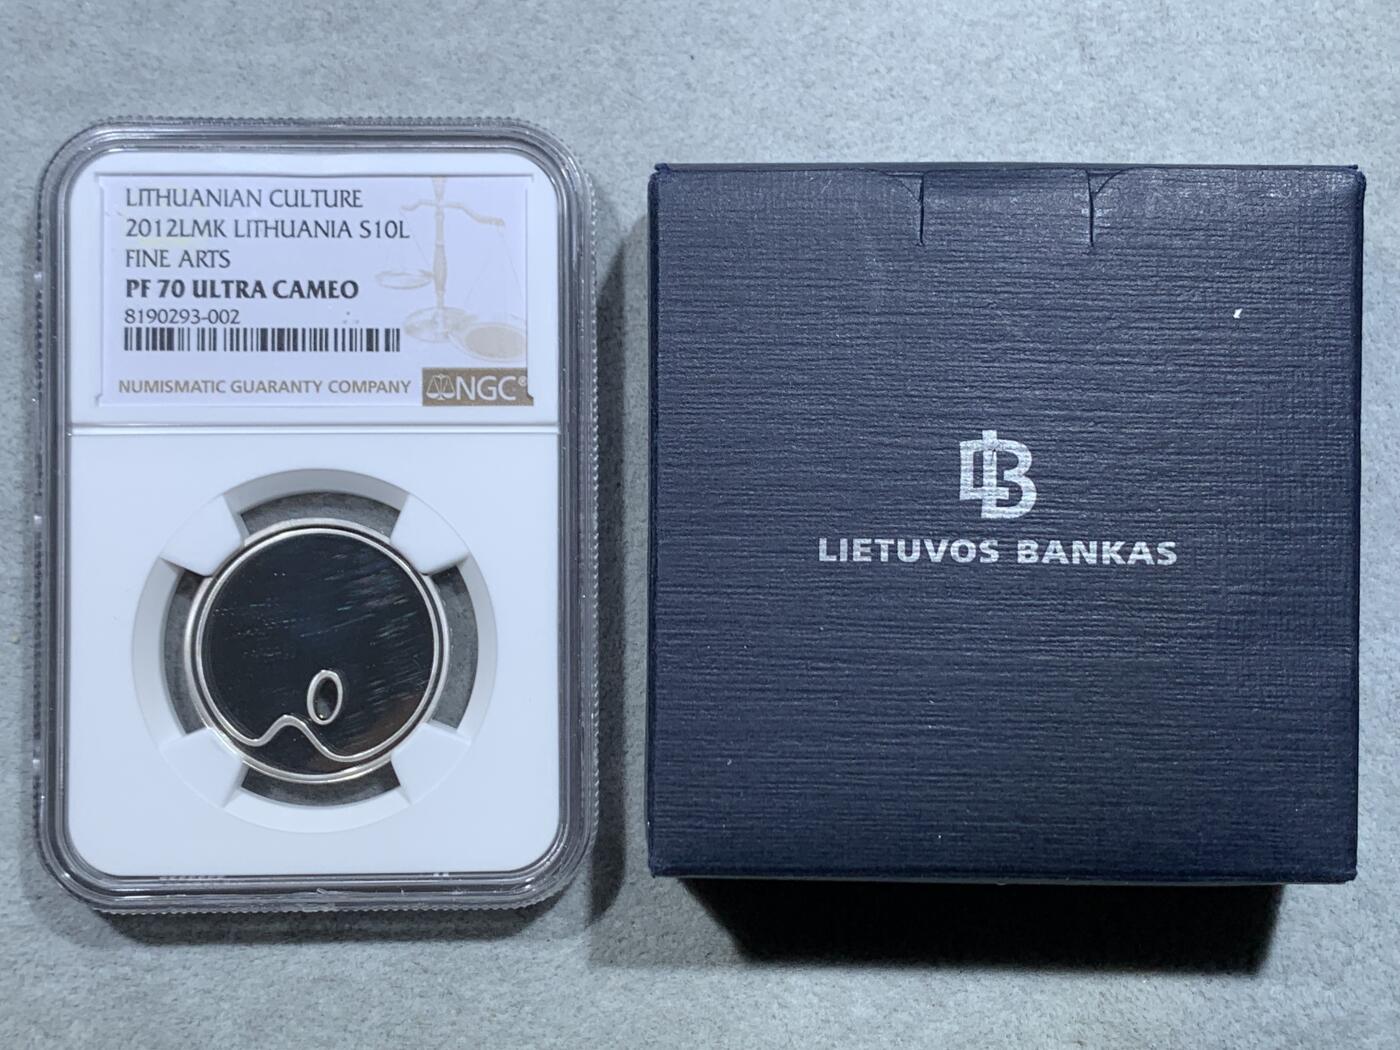 LITHUANIAN CULTURE
2012LMK LITHUANIA S10L
FINE ARTS
PF 70 ULTRA CAMEO
8190293-002
NUMISMATIC GUARANTY COMPANY
NGC®
LB
LIETUVOS BANKAS